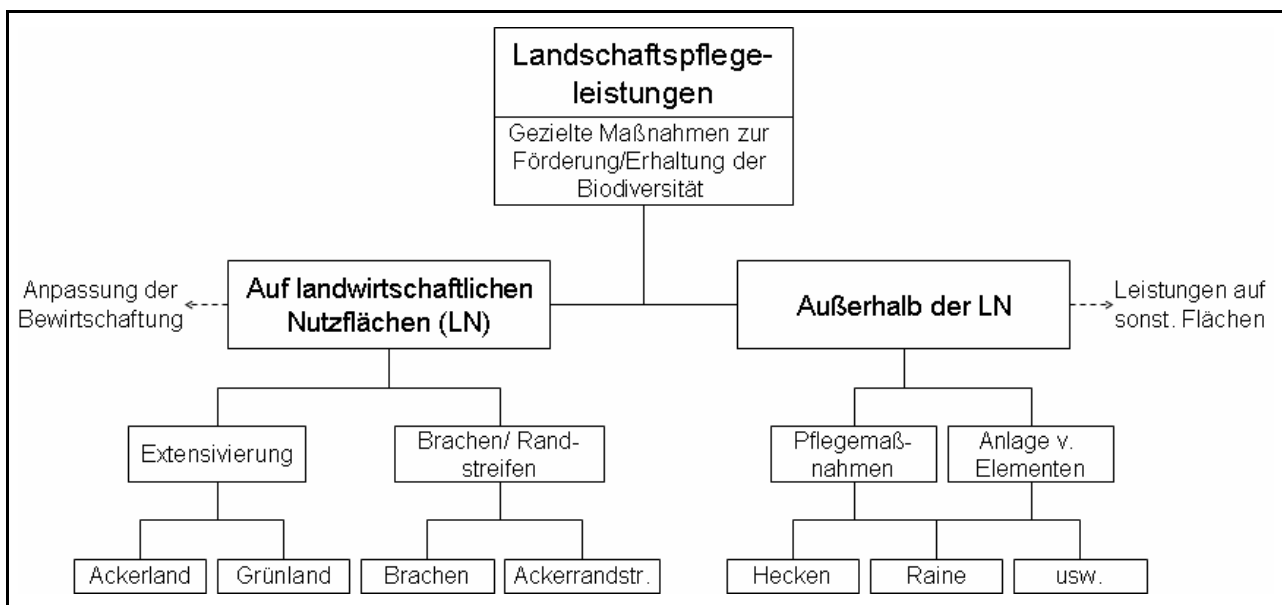 Landschaftspflege-
leistungen
Gezielte Maßnahmen zur
Förderung/Erhaltung der
Biodiversität
Anpassung der
Bewirtschaftung
Auf landwirtschaftlichen
Nutzflächen (LN)
Außerhalb der LN
Leistungen auf
sonst. Flächen
Extensivierung
Brachen/ Rand-
streifen
Pflegemaß-
nahmen
Anlage v.
Elementen
Ackerland
Grünland
Brachen
Ackerrandstr.
Hecken
Raine
usw.